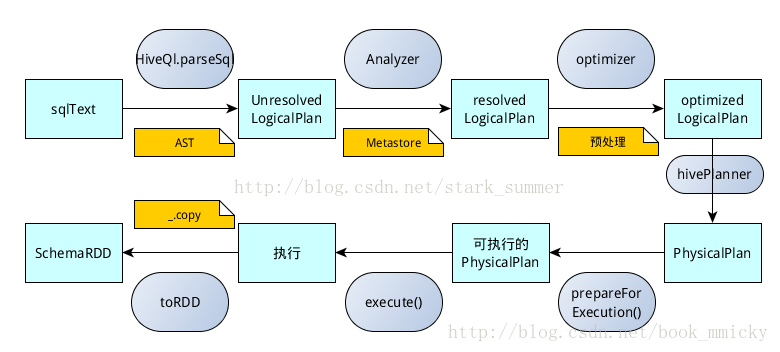 HiveQl.parseSql
Analyzer
optimizer
sqlText
Unresolved
LogicalPlan
resolved
LogicalPlan
optimized
LogicalPlan
AST
Metastore
预处理
hivePlanner
http://blog.csdn.net/stark_summer
_.copy
SchemaRDD
执行
可执行的
PhysicalPlan
PhysicalPlan
toRDD
execute()
prepareFor
Execution()
http://blog.csdn.net/book_mmicky